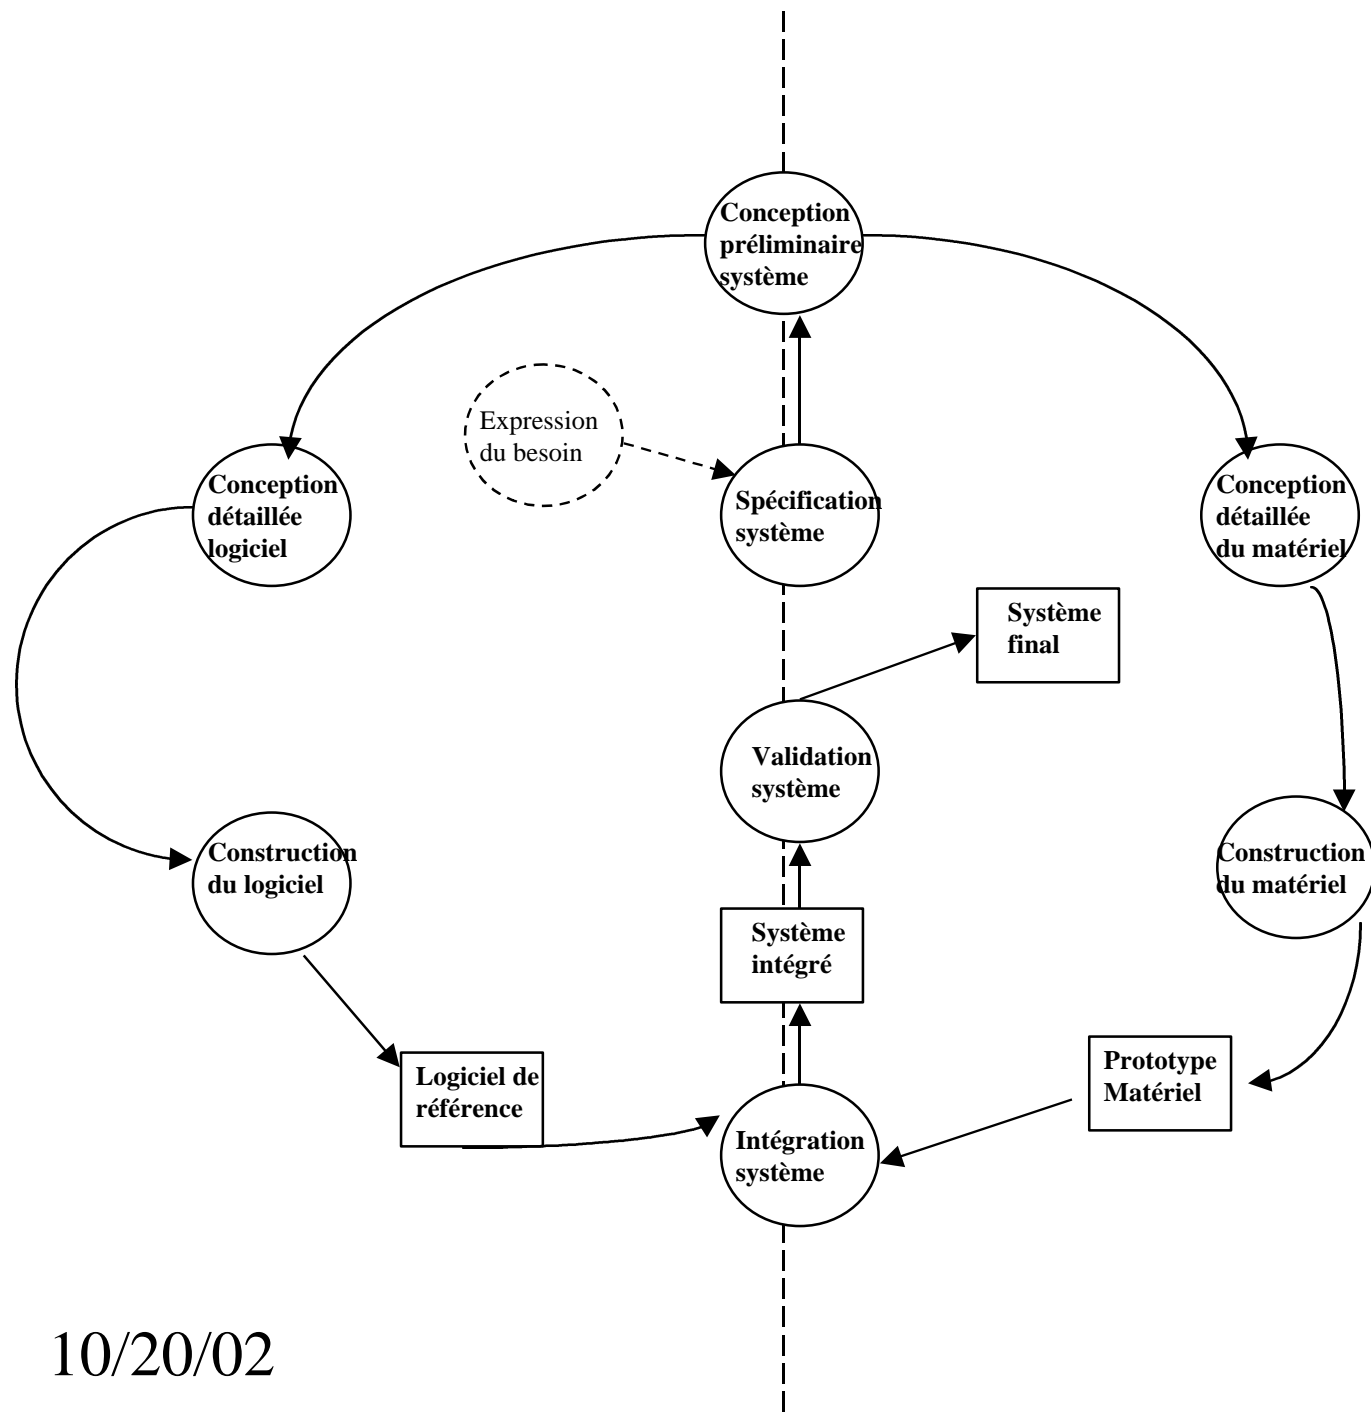 Conception
préliminaire
système
Expression
du besoin
Conception
détaillée
logiciel
Spécification
système
Conception
détaillée
du matériel
Système
final
Validation
système
Construction
du logiciel
Construction
du matériel
Système
intégré
Logiciel de
référence
Prototype
Matériel
Intégration
système
10/20/02